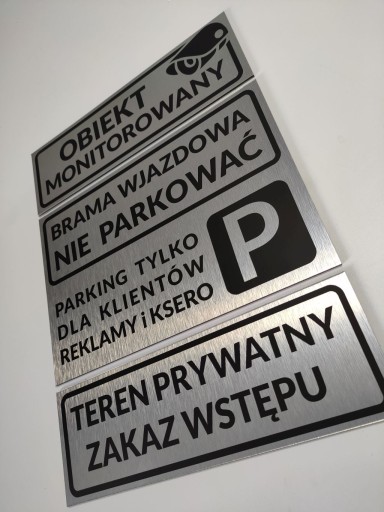 OBIEKT
MONITOROWANY
BRAMA WJAZDOWA
NIE PARKOWAĆ
PARKING TYLKO
DLA KLIENTÓW
REKLAMY i KSERO
P
TEREN PRYWATNY
ZAKAZ WSTĘPU